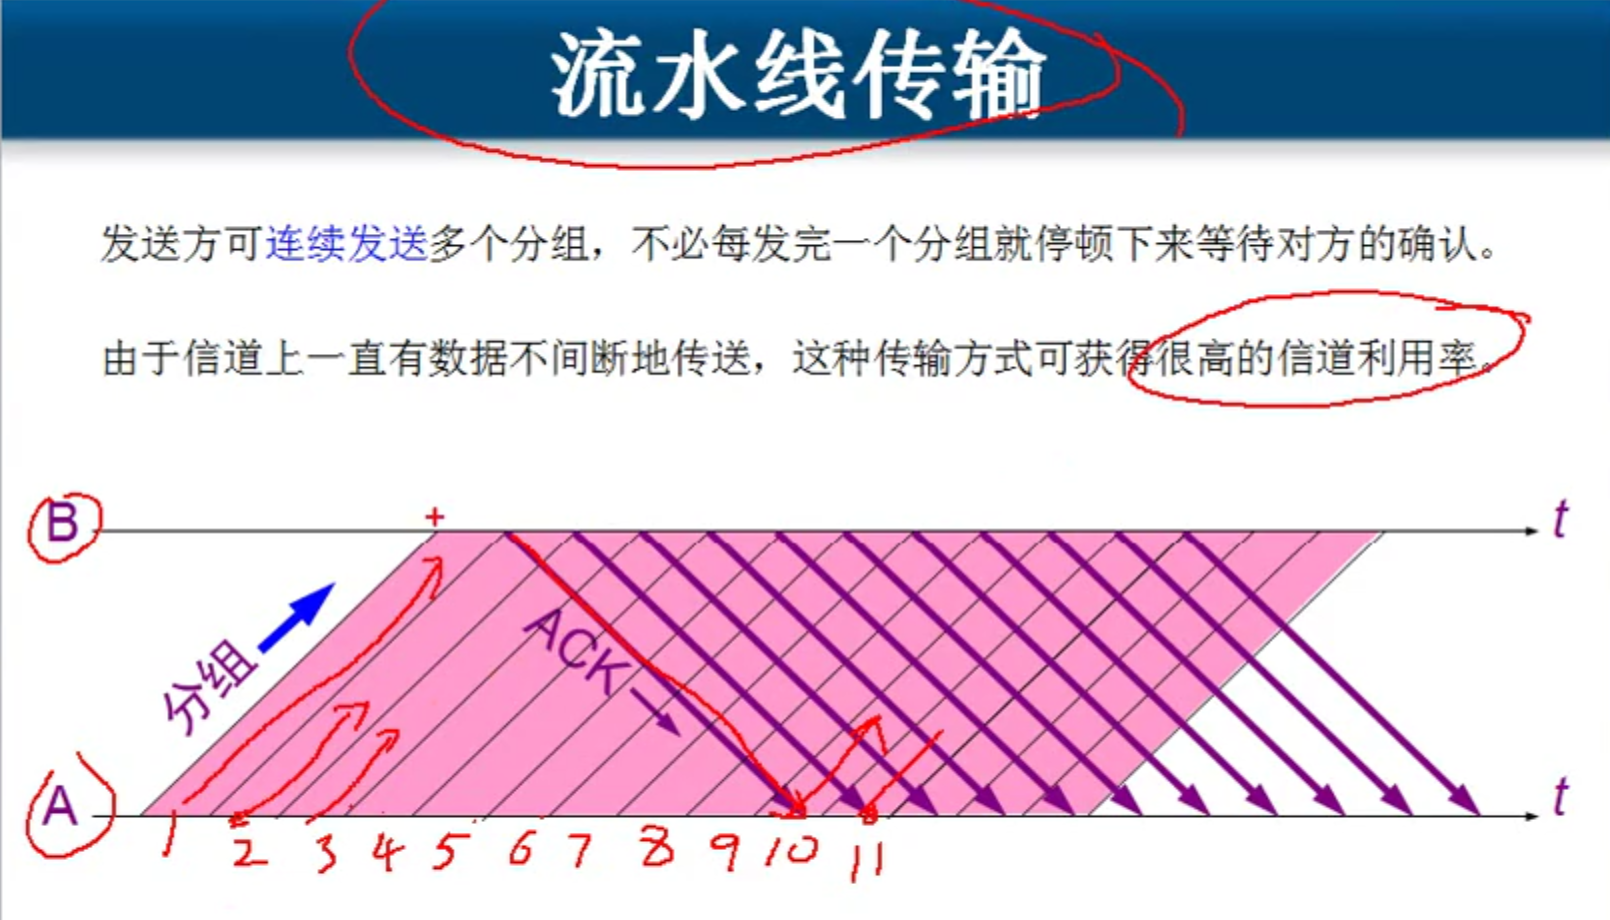 流水线传输
发送方可连续发送多个分组，不必每发完一个分组就停顿下来等待对方的确认。
由于信道上一直有数据不间断地传送，这种传输方式可获得很高的信道利用率。
B
t
分组
ACK
A
t
1 2 3 4 5 6 7 8 9 10 11